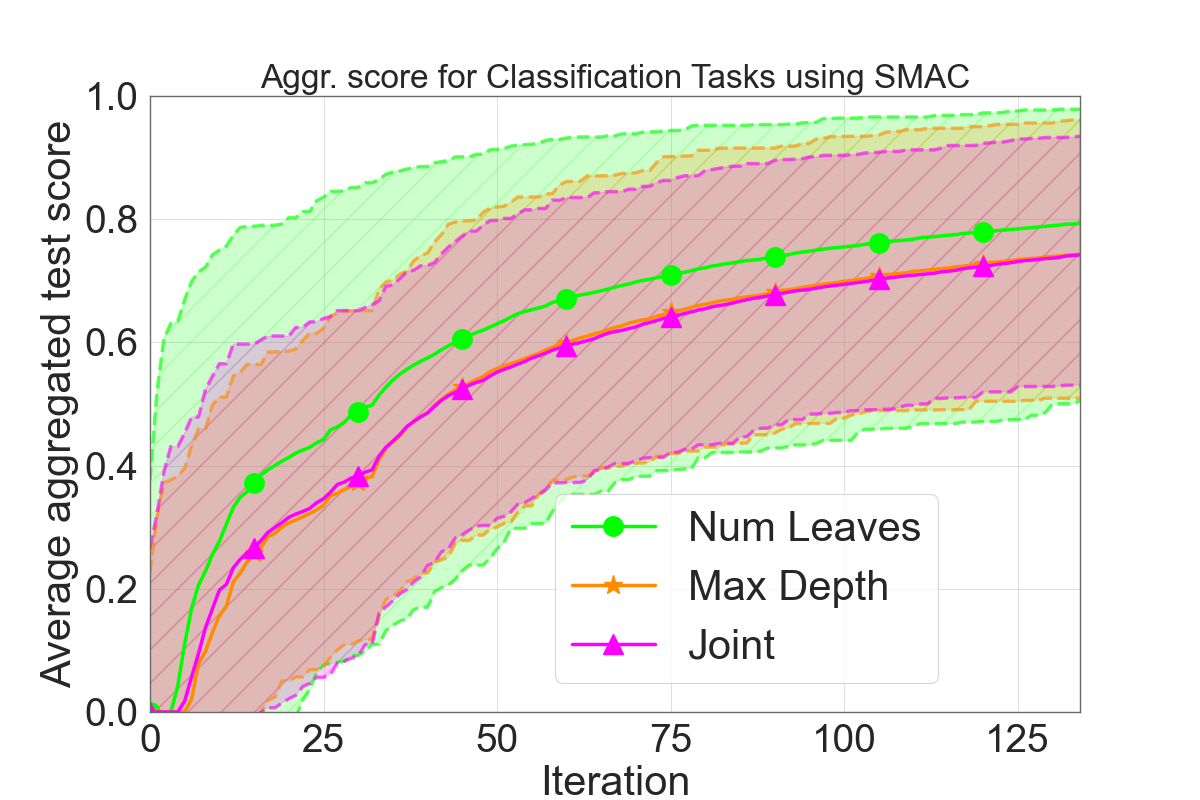 Aggr. score for Classification Tasks using SMAC
Average aggregated test score
1.0
0.8
0.6
0.4
0.2
0.0
Num Leaves
Max Depth
Joint
0 25 50 75 100 125
Iteration